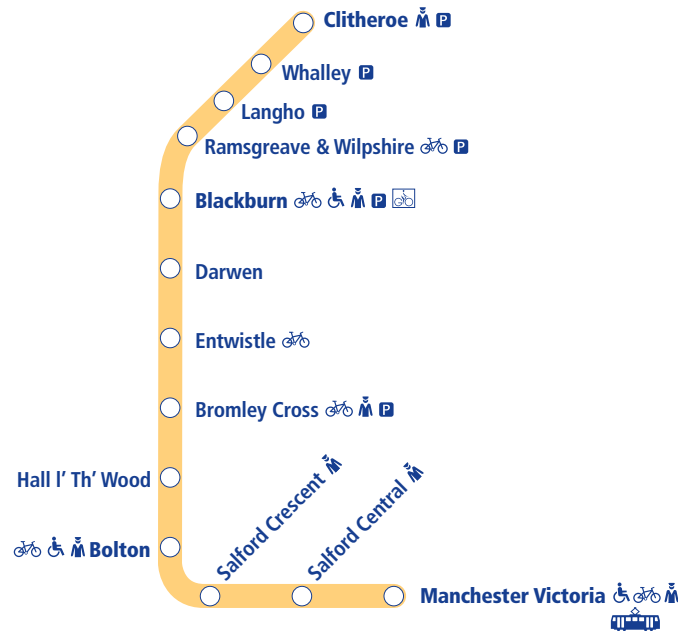 Clitheroe P
Whalley P
Langho P
Ramsgreave & Wilpshire P
Blackburn P
Darwen
Entwistle
Bromley Cross P
Hall l’ Th’ Wood
Bolton
Salford Crescent
Salford Central
Manchester Victoria